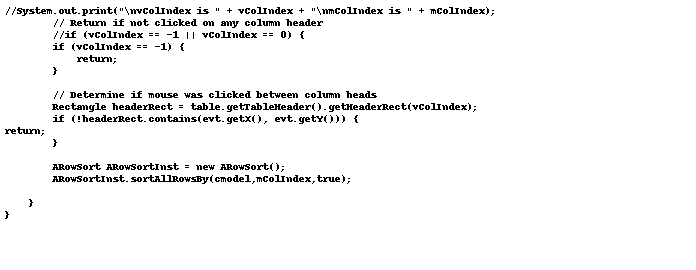 //System.out.print("\nvColIndex is " + vColIndex + "\nmColIndex is " + mColIndex);
        // Return if not clicked on any column header
        //if (vColIndex == -1 || vColIndex == 0) {
        if (vColIndex == -1) {
            return;
        }

        // Determine if mouse was clicked between column heads
        Rectangle headerRect = table.getTableHeader().getHeaderRect(vColIndex);
        if (!headerRect.contains(evt.getX(), evt.getY())) {
return;
        }

        ARowSort ARowSortInst = new ARowSort();
        ARowSortInst.sortAllRowsBy(cmodel,mColIndex,true);

    }
}